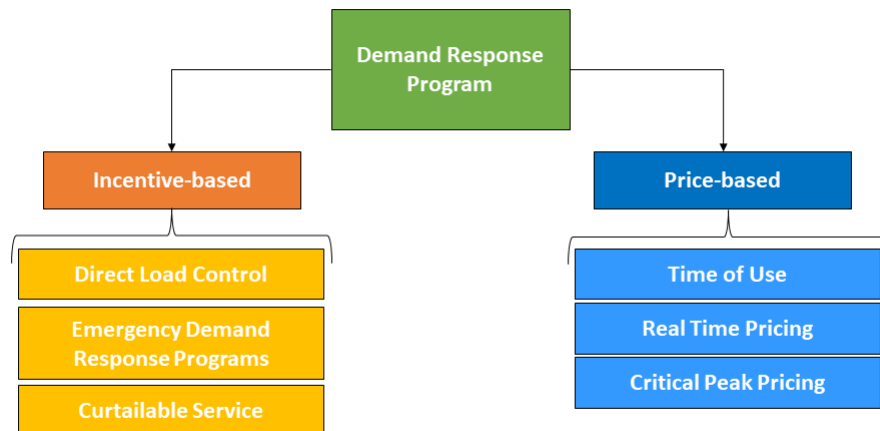 Demand Response
Program
Incentive-based
Price-based
Direct Load Control
Emergency Demand
Response Programs
Curtailable Service
Time of Use
Real Time Pricing
Critical Peak Pricing